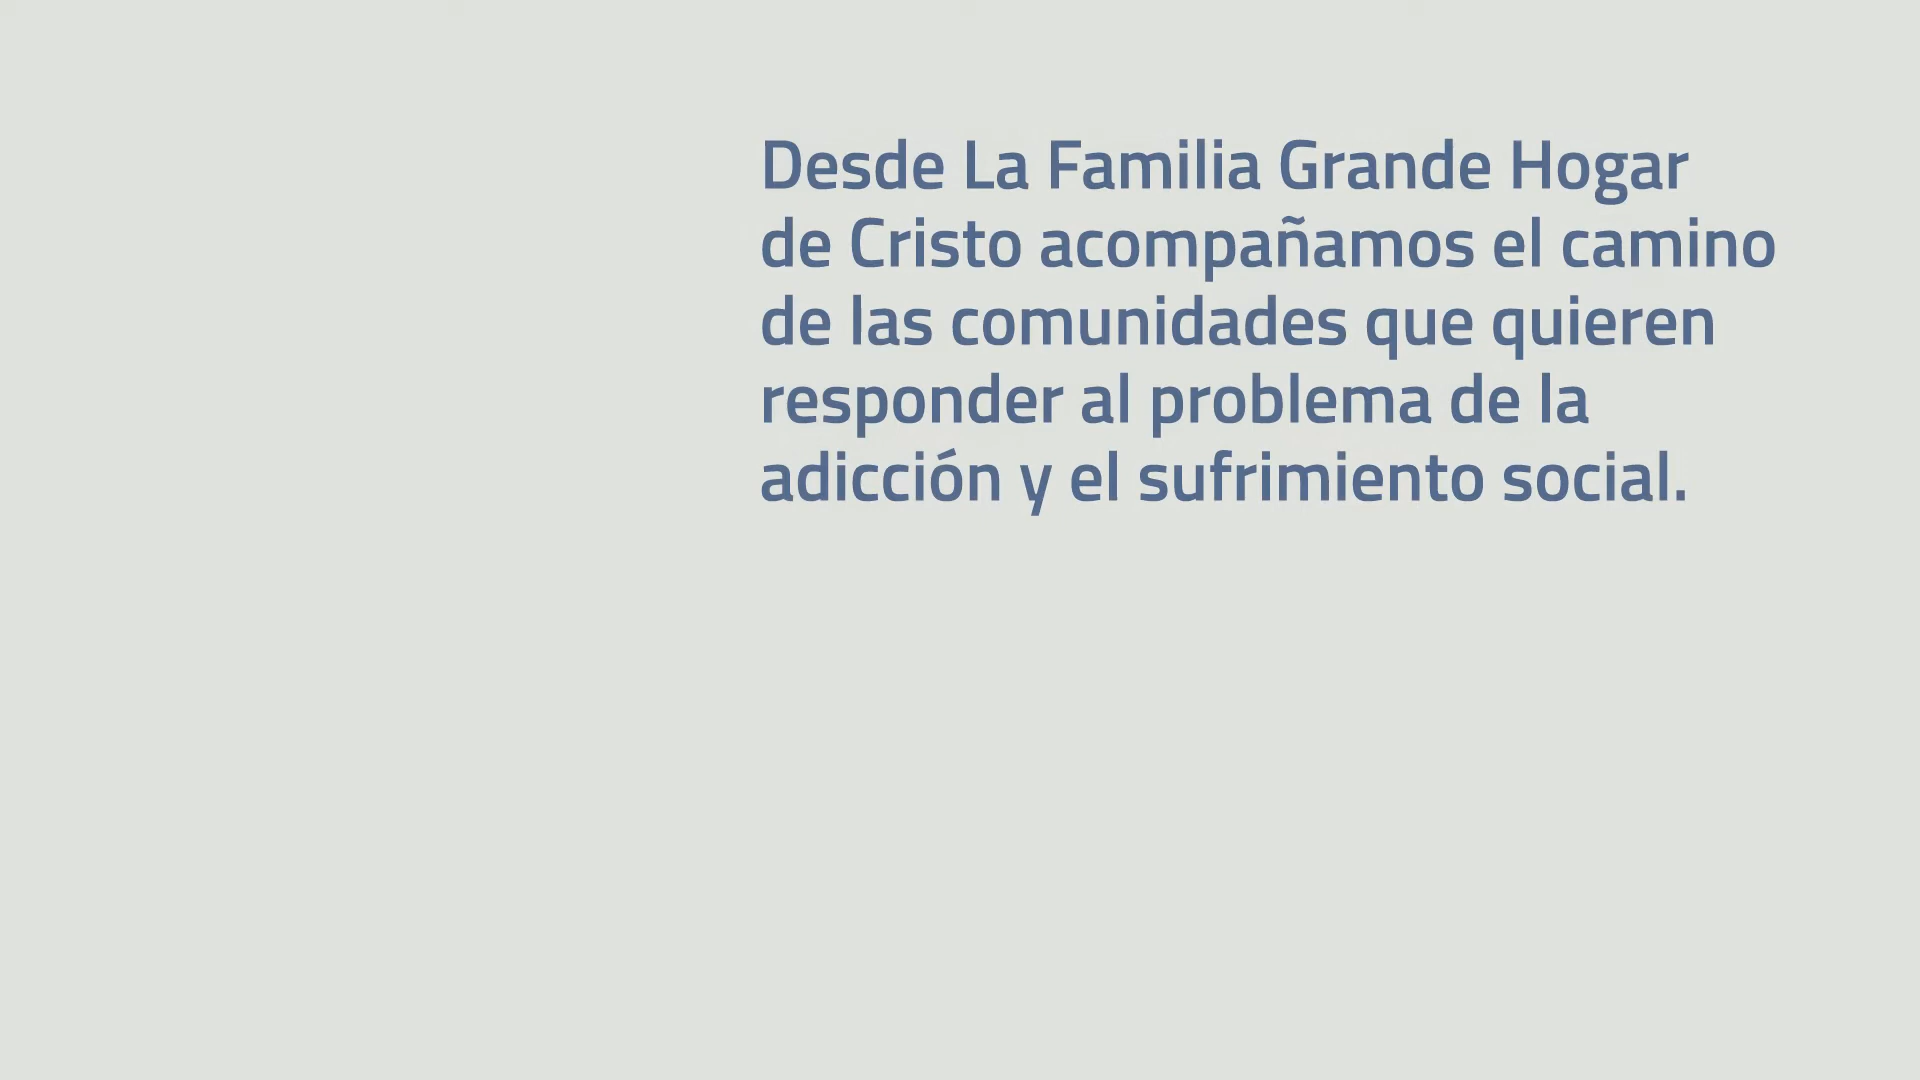 Desde La Familia Grande Hogar
de Cristo acompañamos el camino
de las comunidades que quieren
responder al problema de la
adicción y el sufrimiento social.